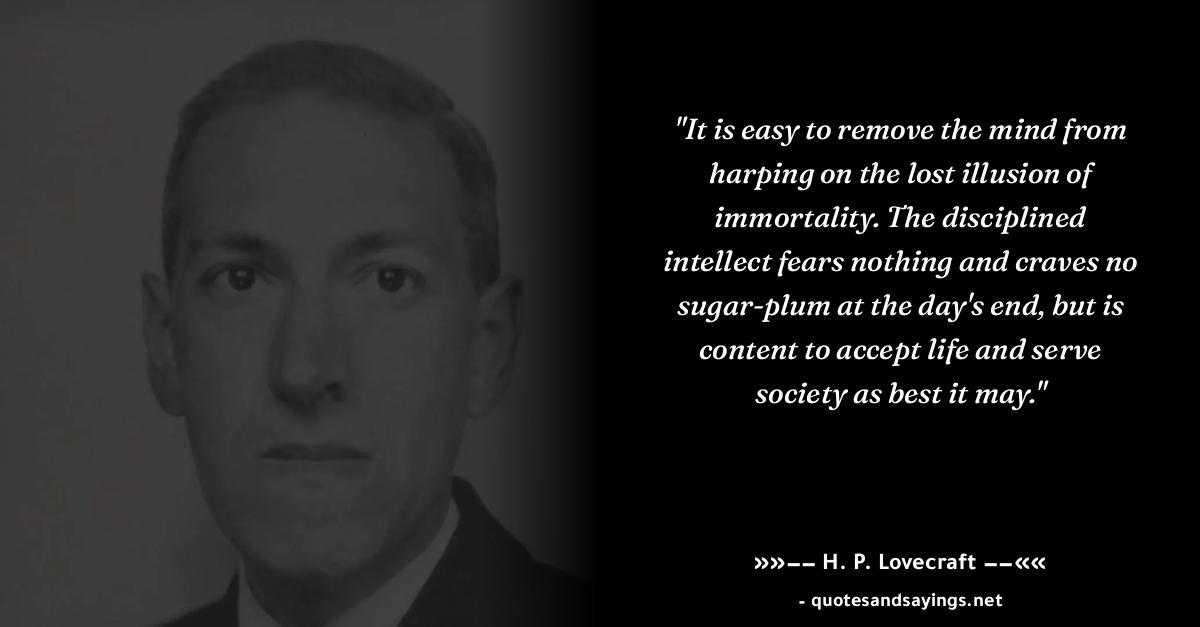 "It is easy to remove the mind from
harping on the lost illusion of
immortality. The disciplined
intellect fears nothing and craves no
sugar-plum at the day's end, but is
content to accept life and serve
society as best it may."
»»−− H. P. Lovecraft −−««
- quotesandsayings.net